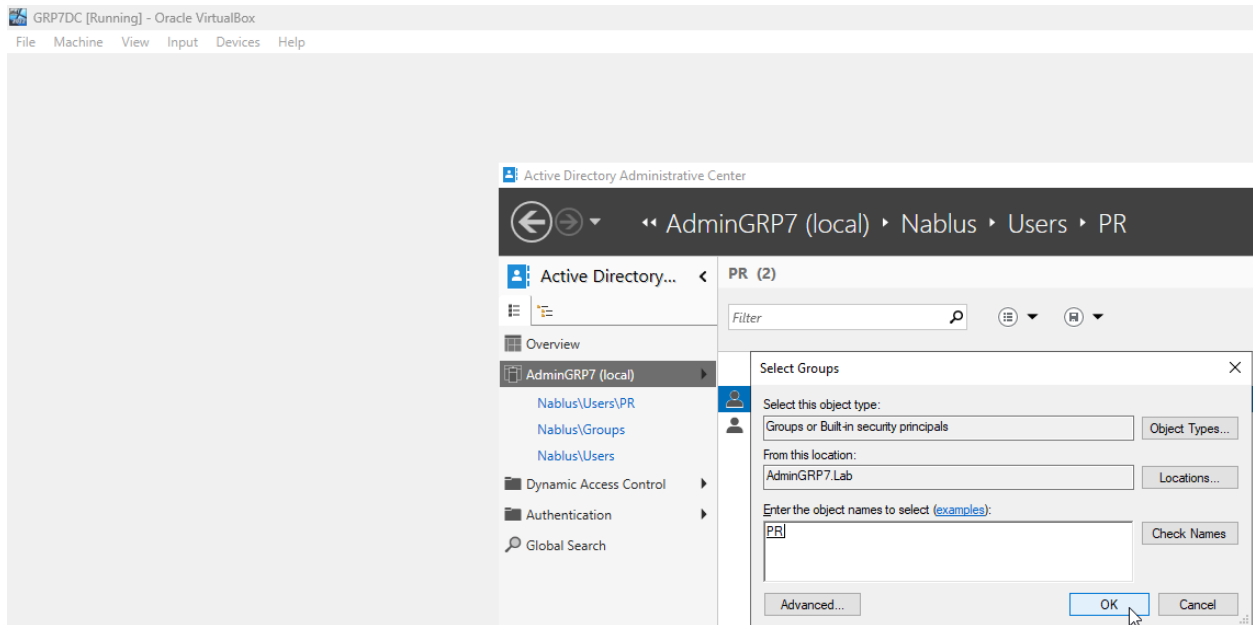 GRP7DC [Running] - Oracle VirtualBox
File Machine View Input Devices Help
Active Directory Administrative Center
AdminGRP7 (local) Nablus Users PR
Active Directory...
Overview
AdminGRP7 (local)
Nablus\Users\PR
Nablus\Groups
Nablus\Users
Dynamic Access Control
Authentication
Global Search
PR (2)
Filter
Select Groups
Select this object type:
Groups or Built-in security principals
Object Types...
From this location:
AdminGRP7.Lab
Locations...
Enter the object names to select (examples):
PR
Check Names
Advanced...
OK
Cancel